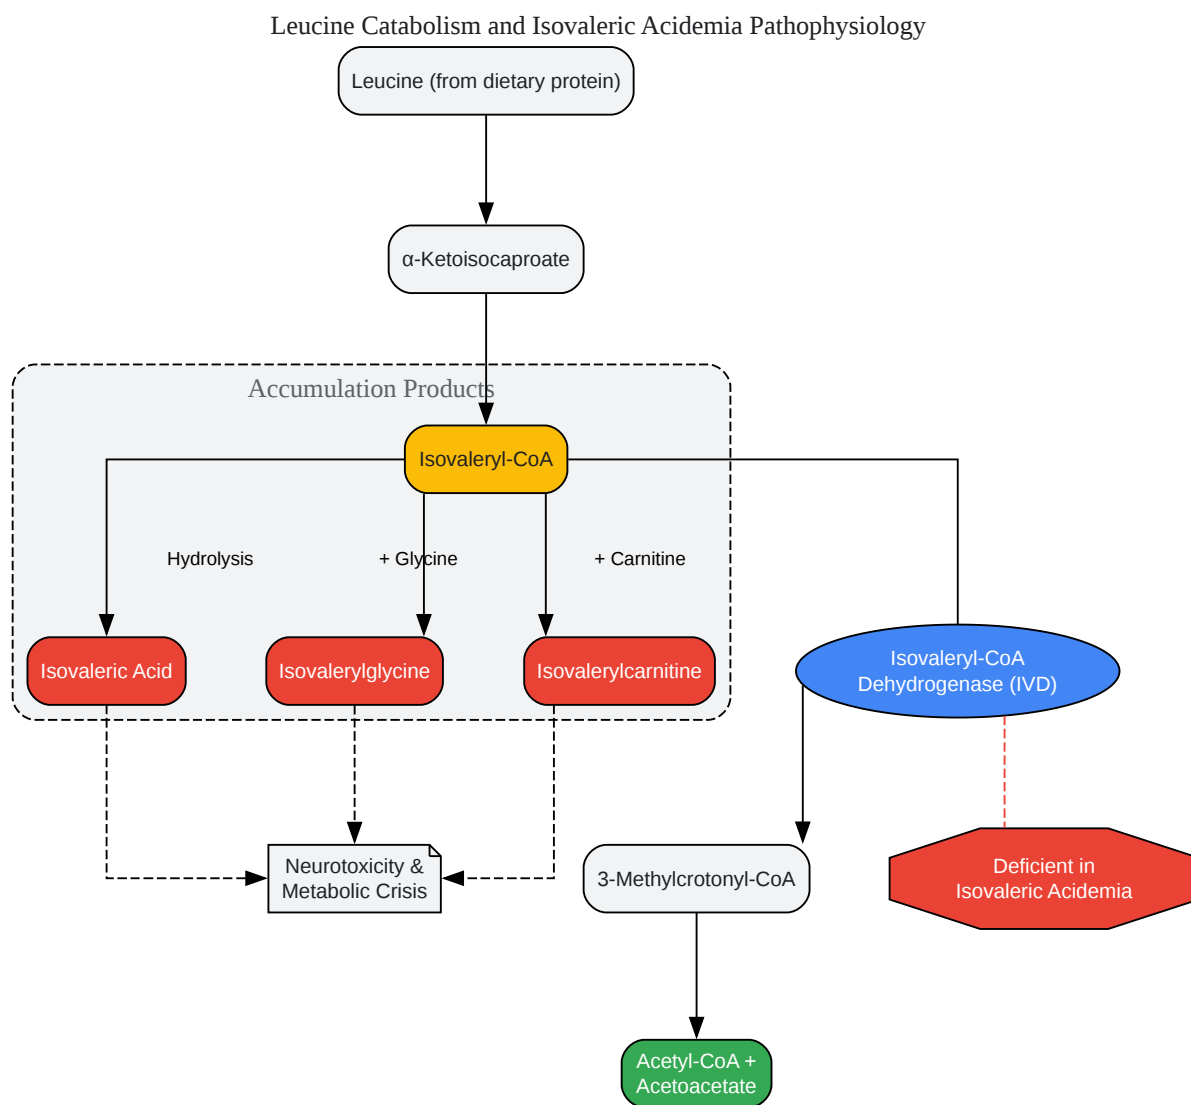 Leucine Catabolism and Isovaleric Acidemia Pathophysiology
Leucine (from dietary protein)
α-Ketoisocaproate
Accumulation Products
Isovaleryl-CoA
Hydrolysis
+ Glycine
+ Carnitine
Isovaleric Acid
Isovalerylglycine
Isovalerylcarnitine
Isovaleryl-CoA
Dehydrogenase (IVD)
Neurotoxicity &
Metabolic Crisis
3-Methylcrotonyl-CoA
Deficient in
Isovaleric Acidemia
Acetyl-CoA +
Acetoacetate